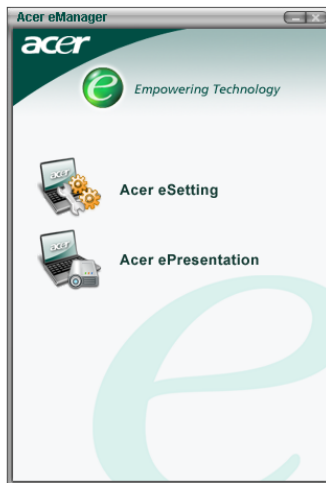 Acer eManager
acer
e Empowering Technology
Acer eSetting
Acer ePresentation